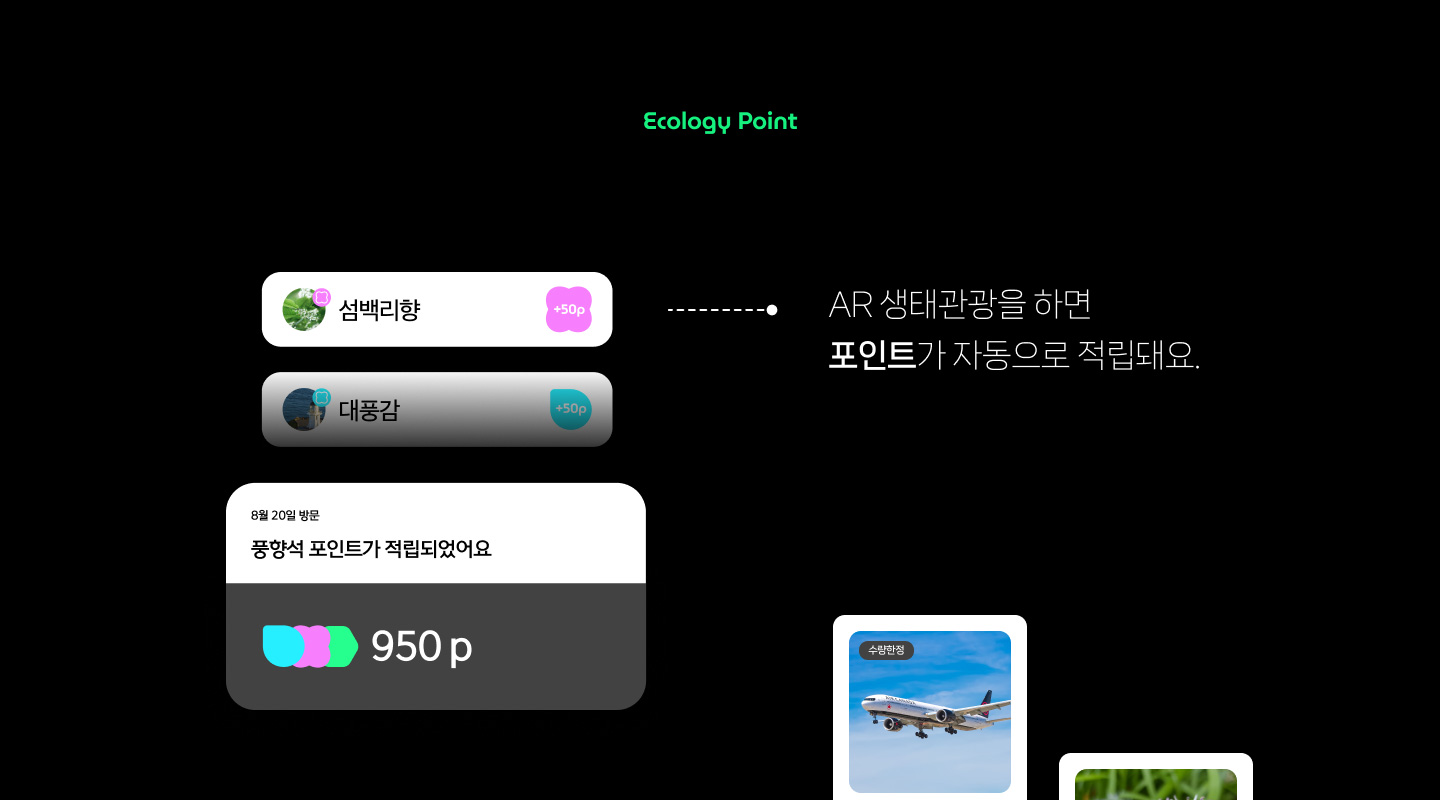 Ecology Point
섬백리향
+50p
AR 생태관광을 하면
포인트가 자동으로 적립돼요.
대풍감
+50p
8월 20일 방문
풍향석 포인트가 적립되었어요
950 p
수량한정